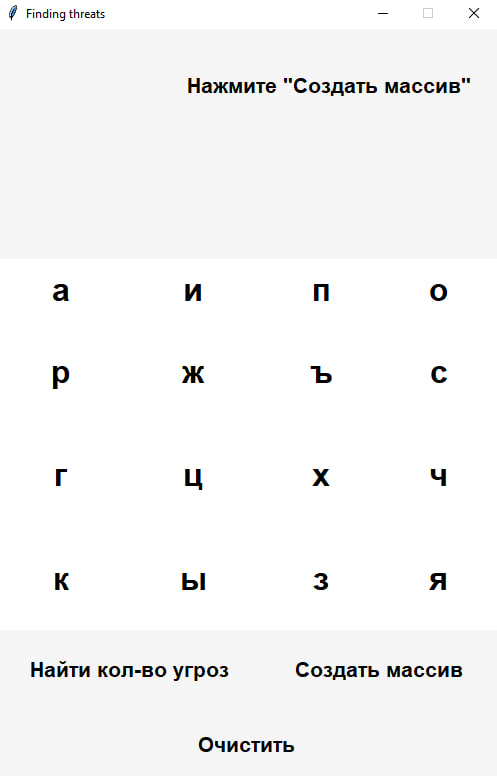 Finding threats
Нажмите "Создать массив"
а и п о
р ж ъ с
г ц х ч
к ы з я
Найти кол-во угроз Создать массив
Очистить